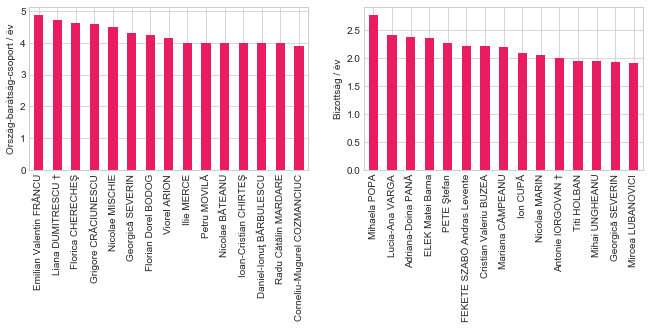 Ország-barátság-csoport / év
5
4
3
2
1
0
Emilian Valentin FRÂNCU
Liana DUMITRESCU †
Florica CHERECHEŞ
Grigore CRĂCIUNESCU
Nicolae MISCHIE
Georgică SEVERIN
Florian Dorel BODOG
Viorel ARION
Ilie MERCE
Petru MOVILĂ
Nicolae BĂTEANU
Ioan-Cristian CHIRTEŞ
Daniel-Ionuţ BĂRBULESCU
Radu Cătălin MARDARE
Corneliu-Mugurel COZMANCIUC
Bizottság / év
2.5
2.0
1.5
1.0
0.5
0.0
Mihaela POPA
Lucia-Ana VARGA
Adriana-Doina PANĂ
ELEK Matei Barna
PETE Ştefan
FEKETE SZABÓ Andras Levente
Cristian Valeriu BUZEA
Mariana CÂMPEANU
Ion CUPĂ
Nicolae MARIN
Antonie IORGOVAN †
Titi HOLBAN
Mihai UNGHEANU
Georgică SEVERIN
Mircea LUBANOVICI